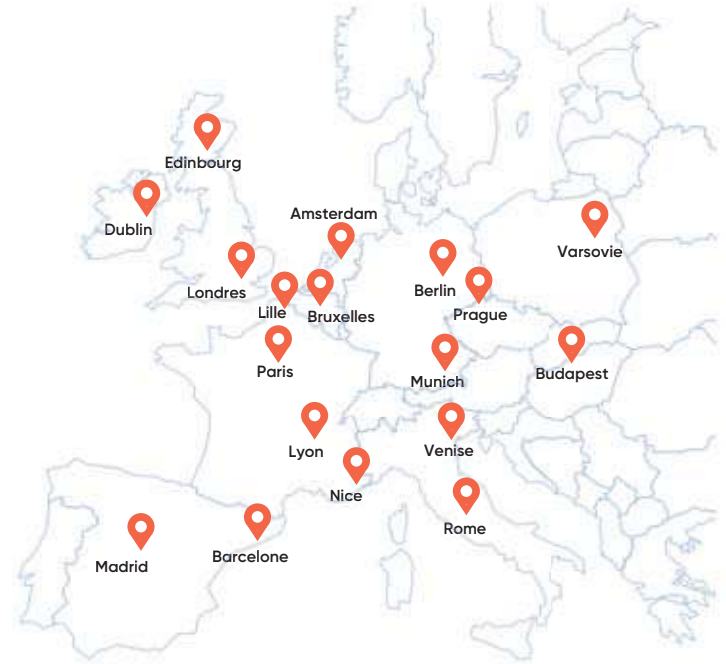 Edinbourg
Amsterdam
Dublin
Varsovie
Berlin
Londres
Lille
Bruxelles
Prague
Paris
Munich
Budapest
Lyon
Venise
Nice
Rome
Barcelone
Madrid